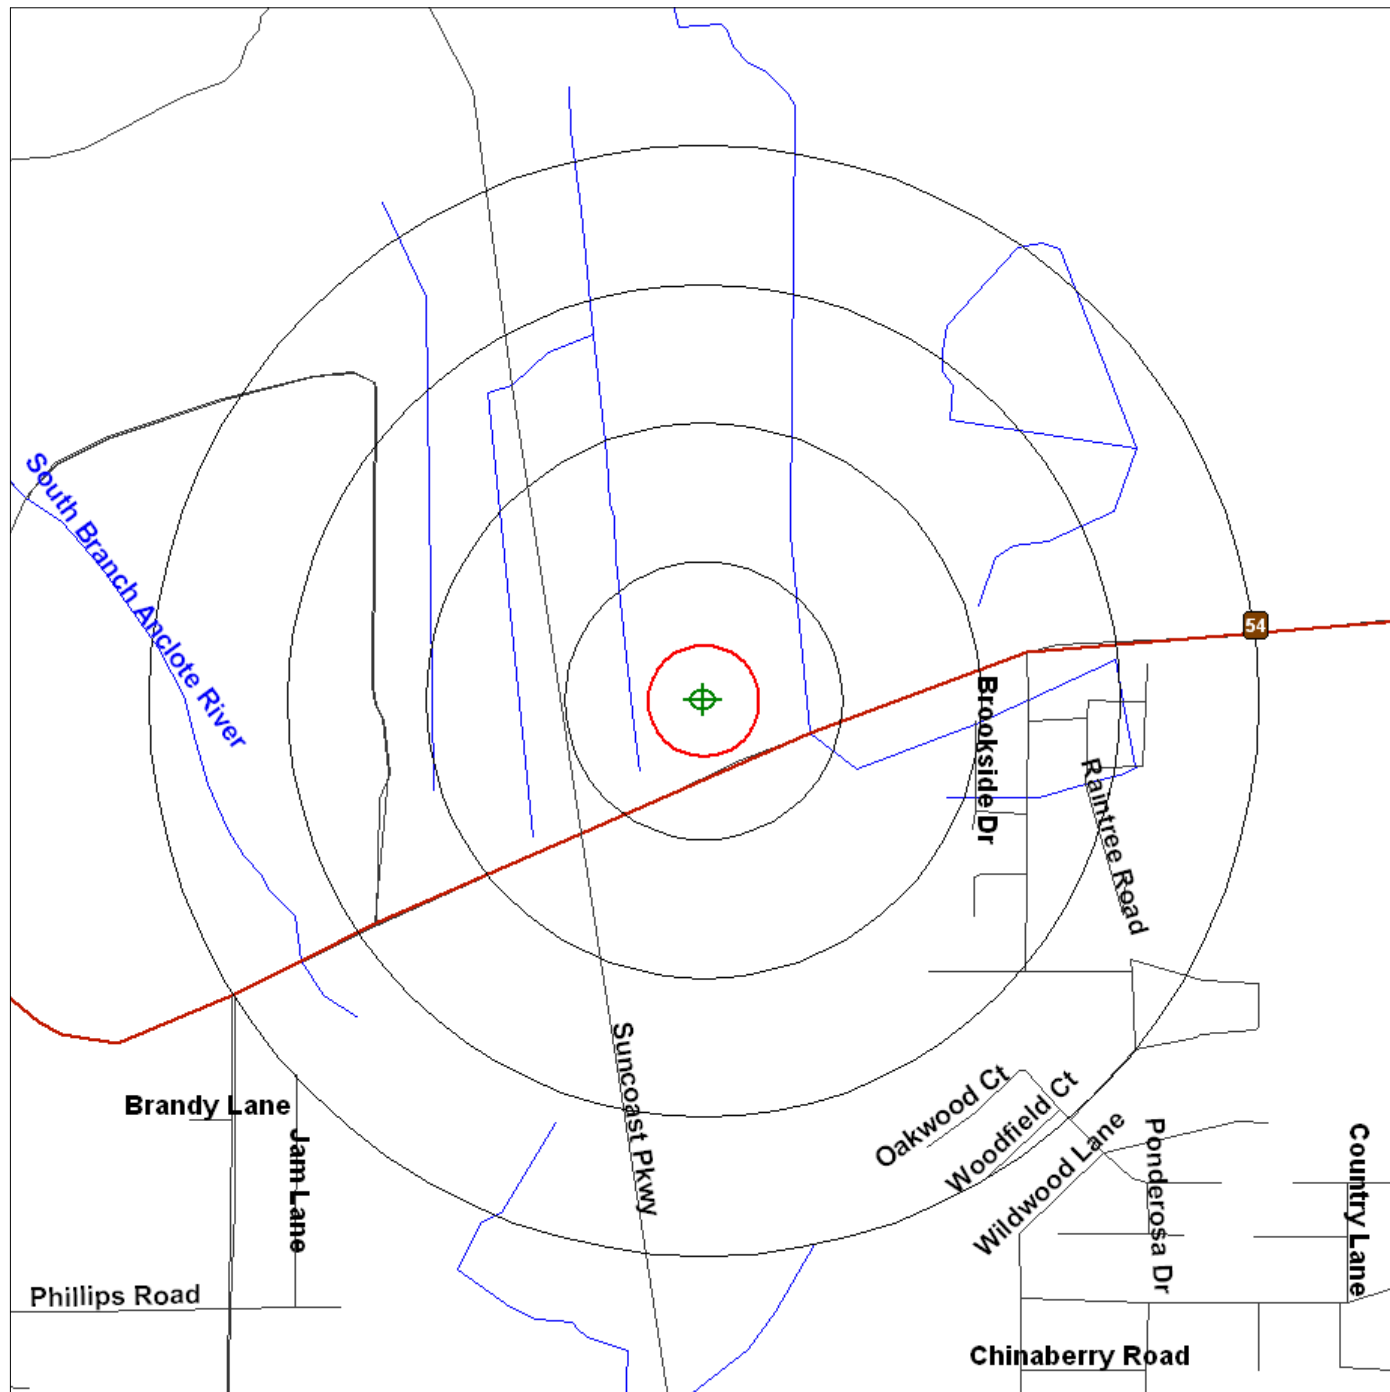 South Branch Anclote River
54
Brookside Dr
Raintree Road
Suncoast Pkwy
Oakwood Ct
Woodfield Ct
Wildwood Lane
Ponderosa Dr
Country Lane
Brandy Lane
Jam Lane
Phillips Road
Chinaberry Road